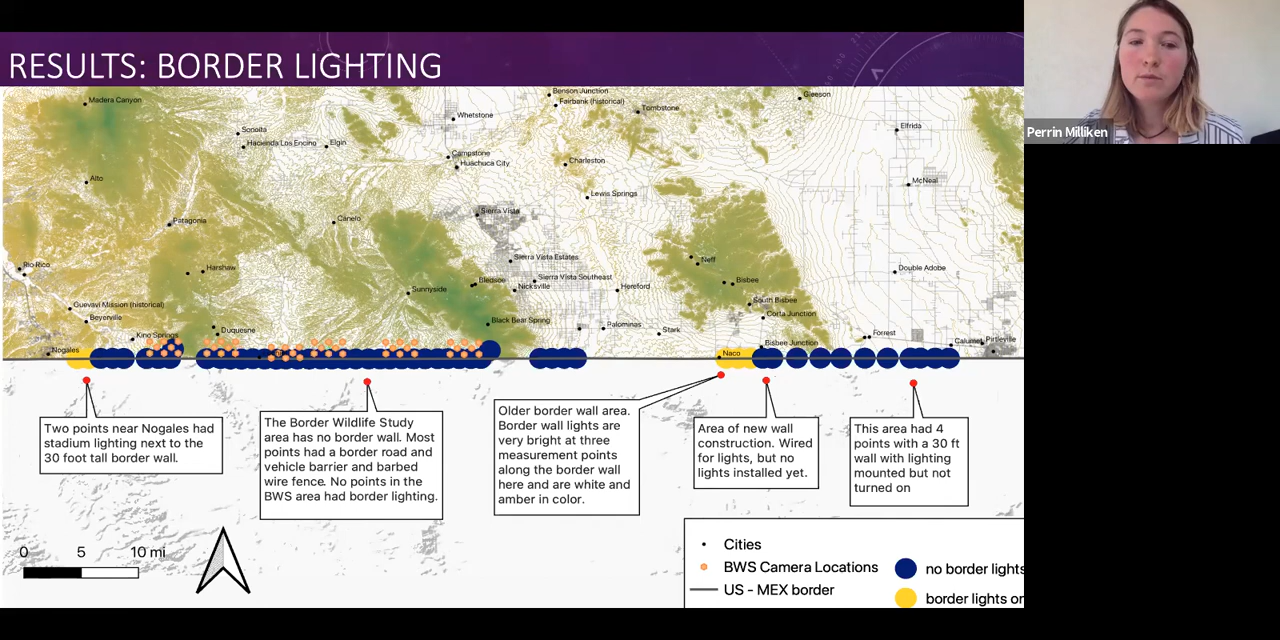 RESULTS: BORDER LIGHTING
Perrin Milliken
Madera Canyon
Benson Junction
Gleeson
Fairbank (historical)
Tombstone
Whetstone
Elfrida
Sonoita
Hacienda Los Encino
Elgin
Campstone
Huachuca City
Charleston
Alto
McNeal
Lewis Springs
Sierra Vista
Patagonia
Canelo
Rio Rico
Harshaw
Sierra Vista Estates
Neff
Double Adobe
Sierra Vista Southeast
Bledsoe
Nicksville
Hereford
Bisbee
Sunnyside
South Bisbee
Guevavi Mission (historical)
Beyerville
Corta Junction
Black Bear Spring
Palominas
Stark
Duquesne
Kino Springs
Forrest
Bisbee Junction
Calumet
Pirtleville
Nogales
Naco
Two points near Nogales had
stadium lighting next to the
30 foot tall border wall.
The Border Wildlife Study
area has no border wall. Most
points had a border road and
vehicle barrier and barbed
wire fence. No points in the
BWS area had border lighting.
Older border wall area.
Border wall lights are
very bright at three
measurement points
along the border wall
here and are white and
amber in color.
Area of new wall
construction. Wired
for lights, but no
lights installed yet.
This area had 4
points with a 30 ft
wall with lighting
mounted but not
turned on
0 5 10 mi
Cities
BWS Camera Locations
US - MEX border
no border lights
border lights on